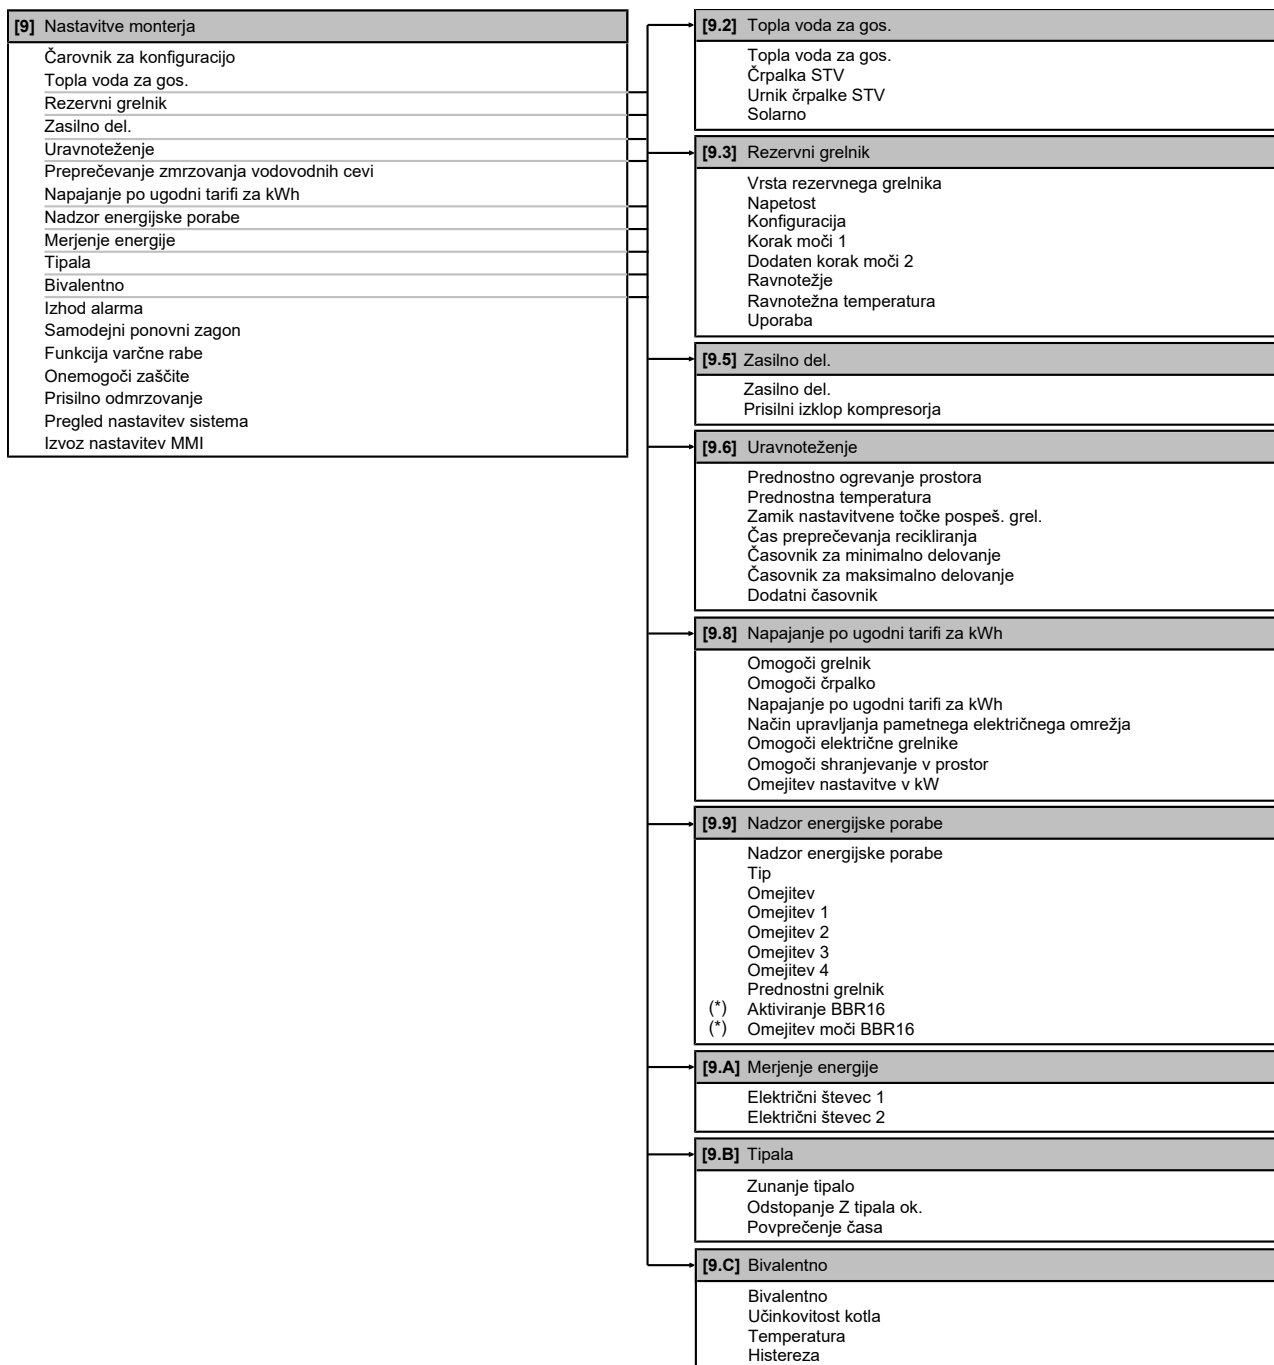 [9] Nastavitve monterja
Čarovnik za konfiguracijo
Topla voda za gos.
Rezervni grelnik
Zasilno del.
Uravnoteženje
Preprečevanje zmrzovanja vodovodnih cevi
Napajanje po ugodni tarifi za kWh
Nadzor energijske porabe
Merjenje energije
Tipala
Bivalentno
Izhod alarma
Samodejni ponovni zagon
Funkcija varčne rabe
Onemogoči zaščite
Prisilno odmrzovanje
Pregled nastavitev sistema
Izvoz nastavitev MMI
[9.2] Topla voda za gos.
Topla voda za gos.
Črpalka STV
Urnik črpalke STV
Solarno
[9.3] Rezervni grelnik
Vrsta rezervnega grelnika
Napetost
Konfiguracija
Korak moči 1
Dodaten korak moči 2
Ravnotežje
Ravnotežna temperatura
Uporaba
[9.5] Zasilno del.
Zasilno del.
Prisilni izklop kompresorja
[9.6] Uravnoteženje
Prednostno ogrevanje prostora
Prednostna temperatura
Zamik nastavitvene točke pospeš. grel.
Čas preprečevanja recikliranja
Časovnik za minimalno delovanje
Časovnik za maksimalno delovanje
Dodatni časovnik
[9.8] Napajanje po ugodni tarifi za kWh
Omogoči grelnik
Omogoči črpalko
Napajanje po ugodni tarifi za kWh
Način upravljanja pametnega električnega omrežja
Omogoči električne grelnike
Omogoči shranjevanje v prostor
Omejitev nastavitve v kW
[9.9] Nadzor energijske porabe
Nadzor energijske porabe
Tip
Omejitev
Omejitev 1
Omejitev 2
Omejitev 3
Omejitev 4
Prednostni grelnik
(*) Aktiviranje BBR16
(*) Omejitev moči BBR16
[9.A] Merjenje energije
Električni števec 1
Električni števec 2
[9.B] Tipala
Zunanje tipalo
Odstopanje Z tipala ok.
Povprečenje časa
[9.C] Bivalentno
Bivalentno
Učinkovitost kotla
Temperatura
Histereza